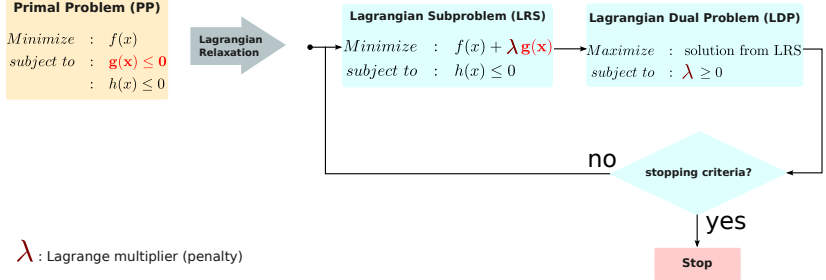 Primal Problem (PP)
Minimize : f(x)
subject to : g(x) ≤ 0
: h(x) ≤ 0
Lagrangian
Relaxation
Lagrangian Subproblem (LRS)
Minimize : f(x) + λ g(x)
subject to : h(x) ≤ 0
Lagrangian Dual Problem (LDP)
Maximize : solution from LRS
subject to : λ ≥ 0
no
stopping criteria?
yes
Stop
λ : Lagrange multiplier (penalty)